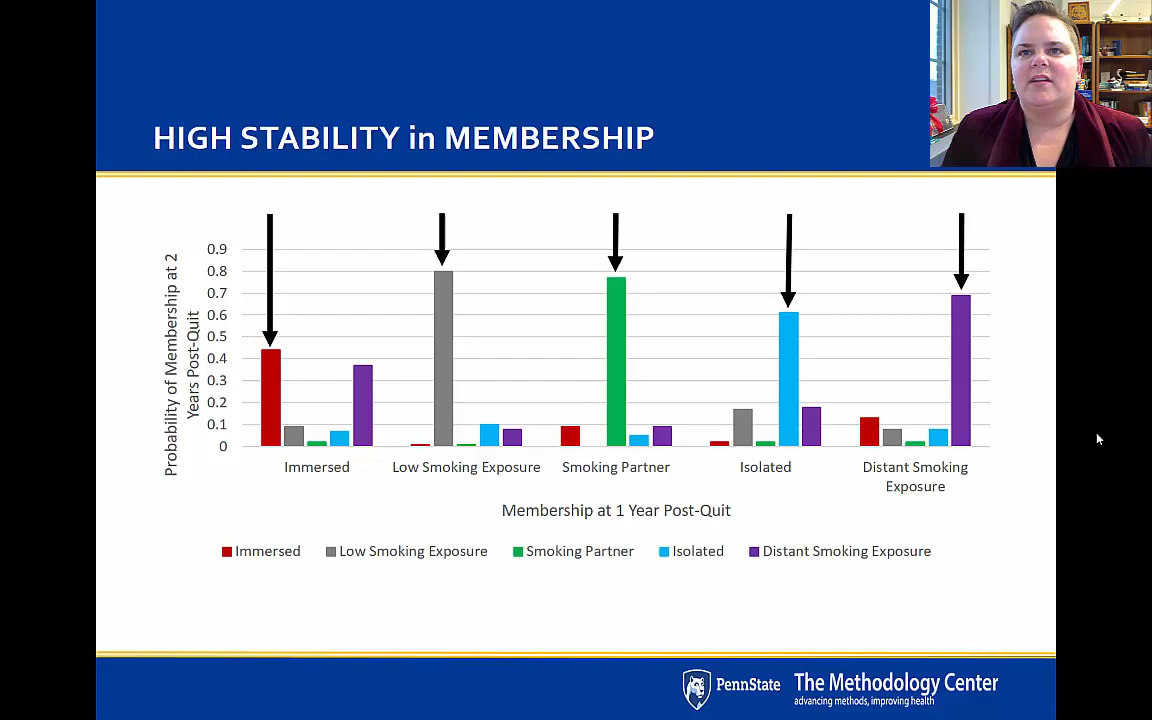 HIGH STABILITY in MEMBERSHIP
Probability of Membership at 2
Years Post-Quit
0.9
0.8
0.7
0.6
0.5
0.4
0.3
0.2
0.1
0
Immersed
Low Smoking Exposure
Smoking Partner
Isolated
Distant Smoking
Exposure
Membership at 1 Year Post-Quit
Immersed
Low Smoking Exposure
Smoking Partner
Isolated
Distant Smoking Exposure
PennState
The Methodology Center
advancing methods, improving health